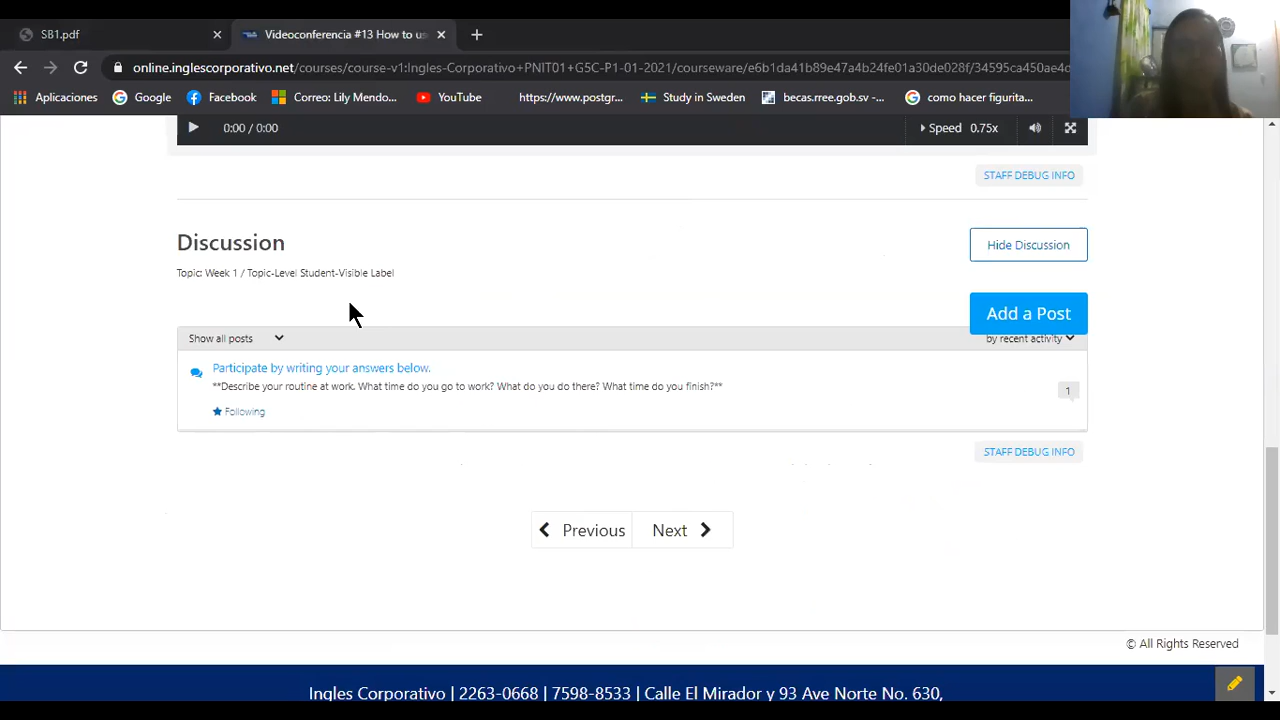 SB1.pdf
Videoconferencia #13 How to us
online.inglescorporativo.net/courses/course-v1:Ingles-Corporativo+PNIT01+G5C-P1-01-2021/courseware/e6b1da41b89e47a4b24fe01a30de028f/34595ca450ae4d
Aplicaciones Google Facebook Correo: Lily Mendo... YouTube https://www.postgr... Study in Sweden becas.rree.gob.sv –... como hacer figurita...
0:00 / 0:00 Speed 0.75x
STAFF DEBUG INFO
Discussion
Hide Discussion
Topic: Week 1 / Topic-Level Student-Visible Label
Add a Post
Show all posts by recent activity
Participate by writing your answers below.
**Describe your routine at work. What time do you go to work? What do you do there? What time do you finish?**
1
Following
STAFF DEBUG INFO
Previous Next
© All Rights Reserved
Ingles Corporativo | 2263-0668 | 7598-8533 | Calle El Mirador y 93 Ave Norte No. 630,